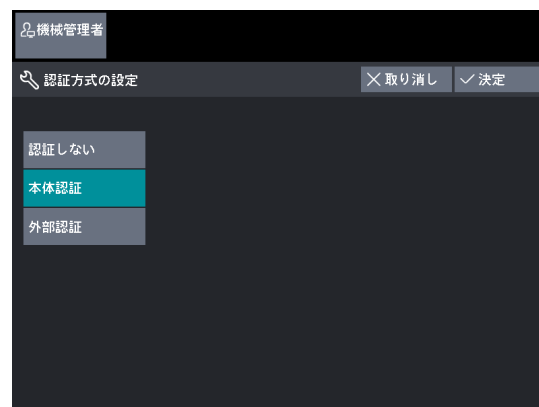 機械管理者
認証方式の設定
取り消し
決定
認証しない
本体認証
外部認証